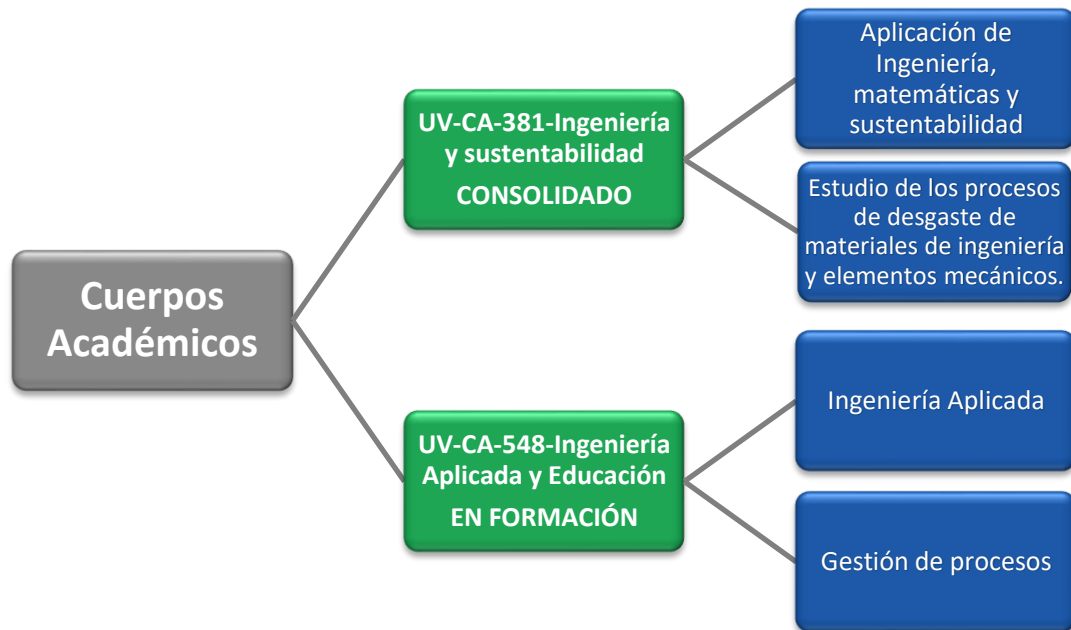 Cuerpos
Académicos
UV-CA-381-Ingeniería
y sustentabilidad
CONSOLIDADO
Aplicación de
Ingeniería,
matemáticas y
sustentabilidad
Estudio de los procesos
de desgaste de
materiales de ingeniería
y elementos mecánicos.
UV-CA-548-Ingeniería
Aplicada y Educación
EN FORMACIÓN
Ingeniería Aplicada
Gestión de procesos